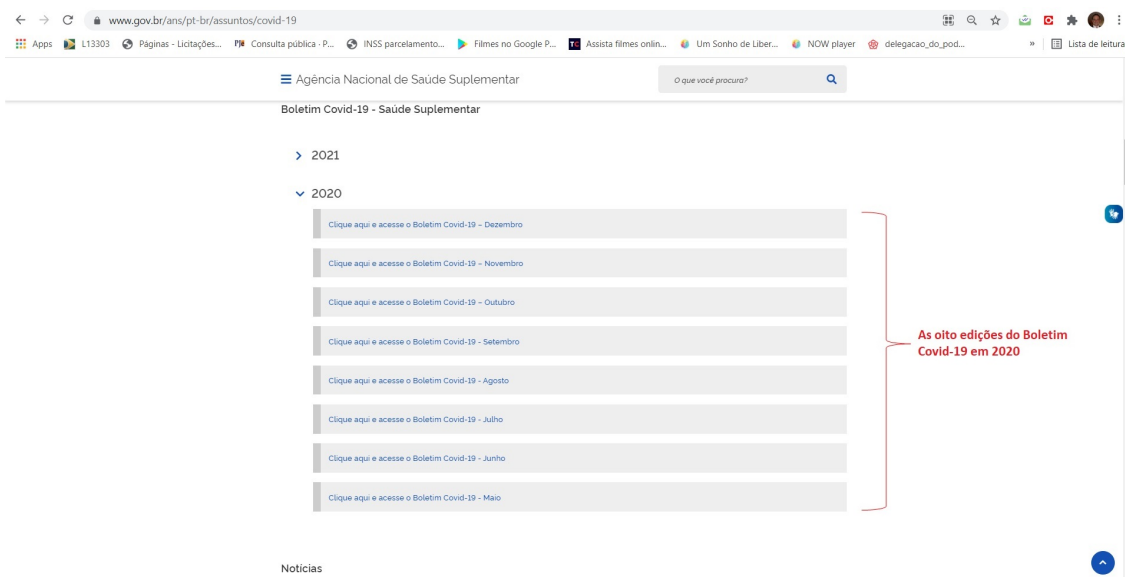 www.gov.br/ans/pt-br/assuntos/covid-19
Apps L13303 Páginas - Licitações... Consulta pública · P... INSS parcelamento... Filmes no Google P... TC Assista filmes onlin... Um Sonho de Liber... NOW player delegacao_do_pod... » Lista de leitura
Agência Nacional de Saúde Suplementar O que você procura?
Boletim Covid-19 - Saúde Suplementar
2021
2020
Clique aqui e acesse o Boletim Covid-19 – Dezembro
Clique aqui e acesse o Boletim Covid-19 – Novembro
Clique aqui e acesse o Boletim Covid-19 – Outubro
Clique aqui e acesse o Boletim Covid-19 - Setembro
Clique aqui e acesse o Boletim Covid-19 - Agosto
Clique aqui e acesse o Boletim Covid-19 - Julho
Clique aqui e acesse o Boletim Covid-19 - Junho
Clique aqui e acesse o Boletim Covid-19 - Maio
As oito edições do Boletim
Covid-19 em 2020
Notícias